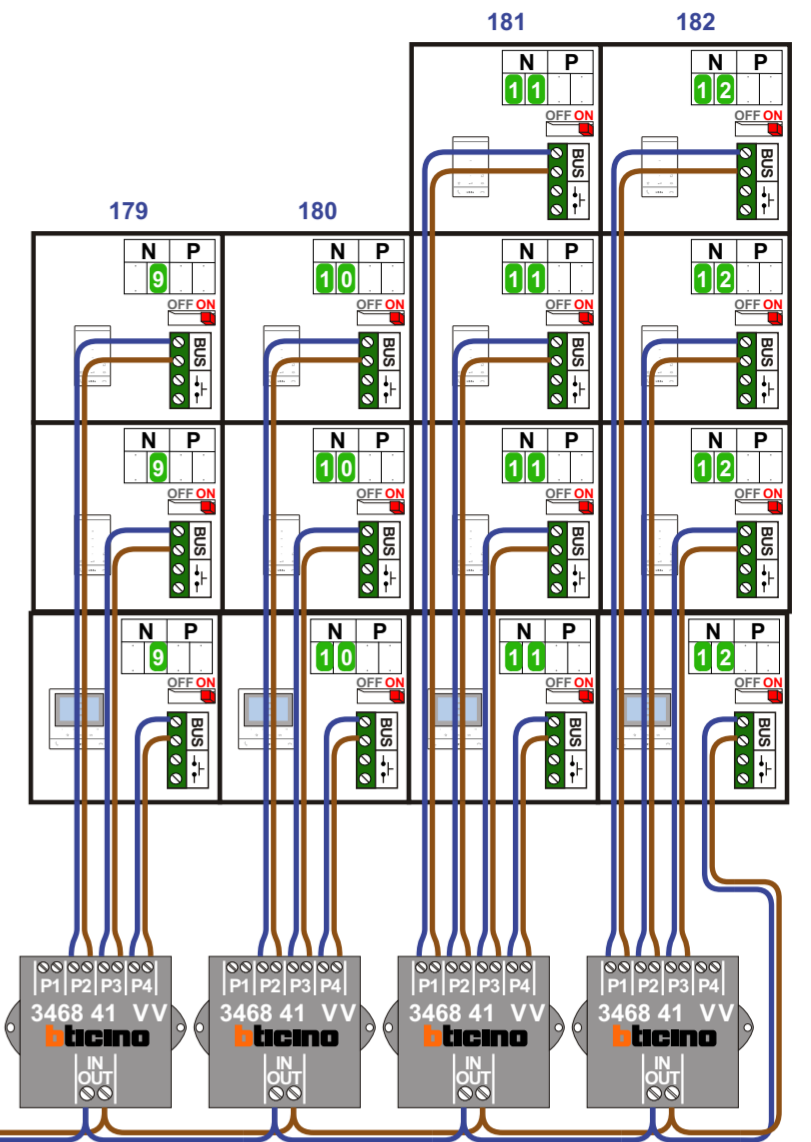 181 182
N P N P
1 1 1 2
OFF ON OFF ON
BUS BUS
179 180
N P N P N P N P
9 1 0 1 1 1 2
OFF ON OFF ON OFF ON OFF ON
BUS BUS BUS BUS
N P N P N P N P
9 1 0 1 1 1 2
OFF ON OFF ON OFF ON OFF ON
BUS BUS BUS BUS
N P N P N P N P
9 1 0 1 1 1 2
OFF ON OFF ON OFF ON OFF ON
BUS BUS BUS BUS
P1 P2 P3 P4 P1 P2 P3 P4 P1 P2 P3 P4 P1 P2 P3 P4
3468 41 VV 3468 41 VV 3468 41 VV 3468 41 VV
bticino bticino bticino bticino
IN IN IN IN
OUT OUT OUT OUT